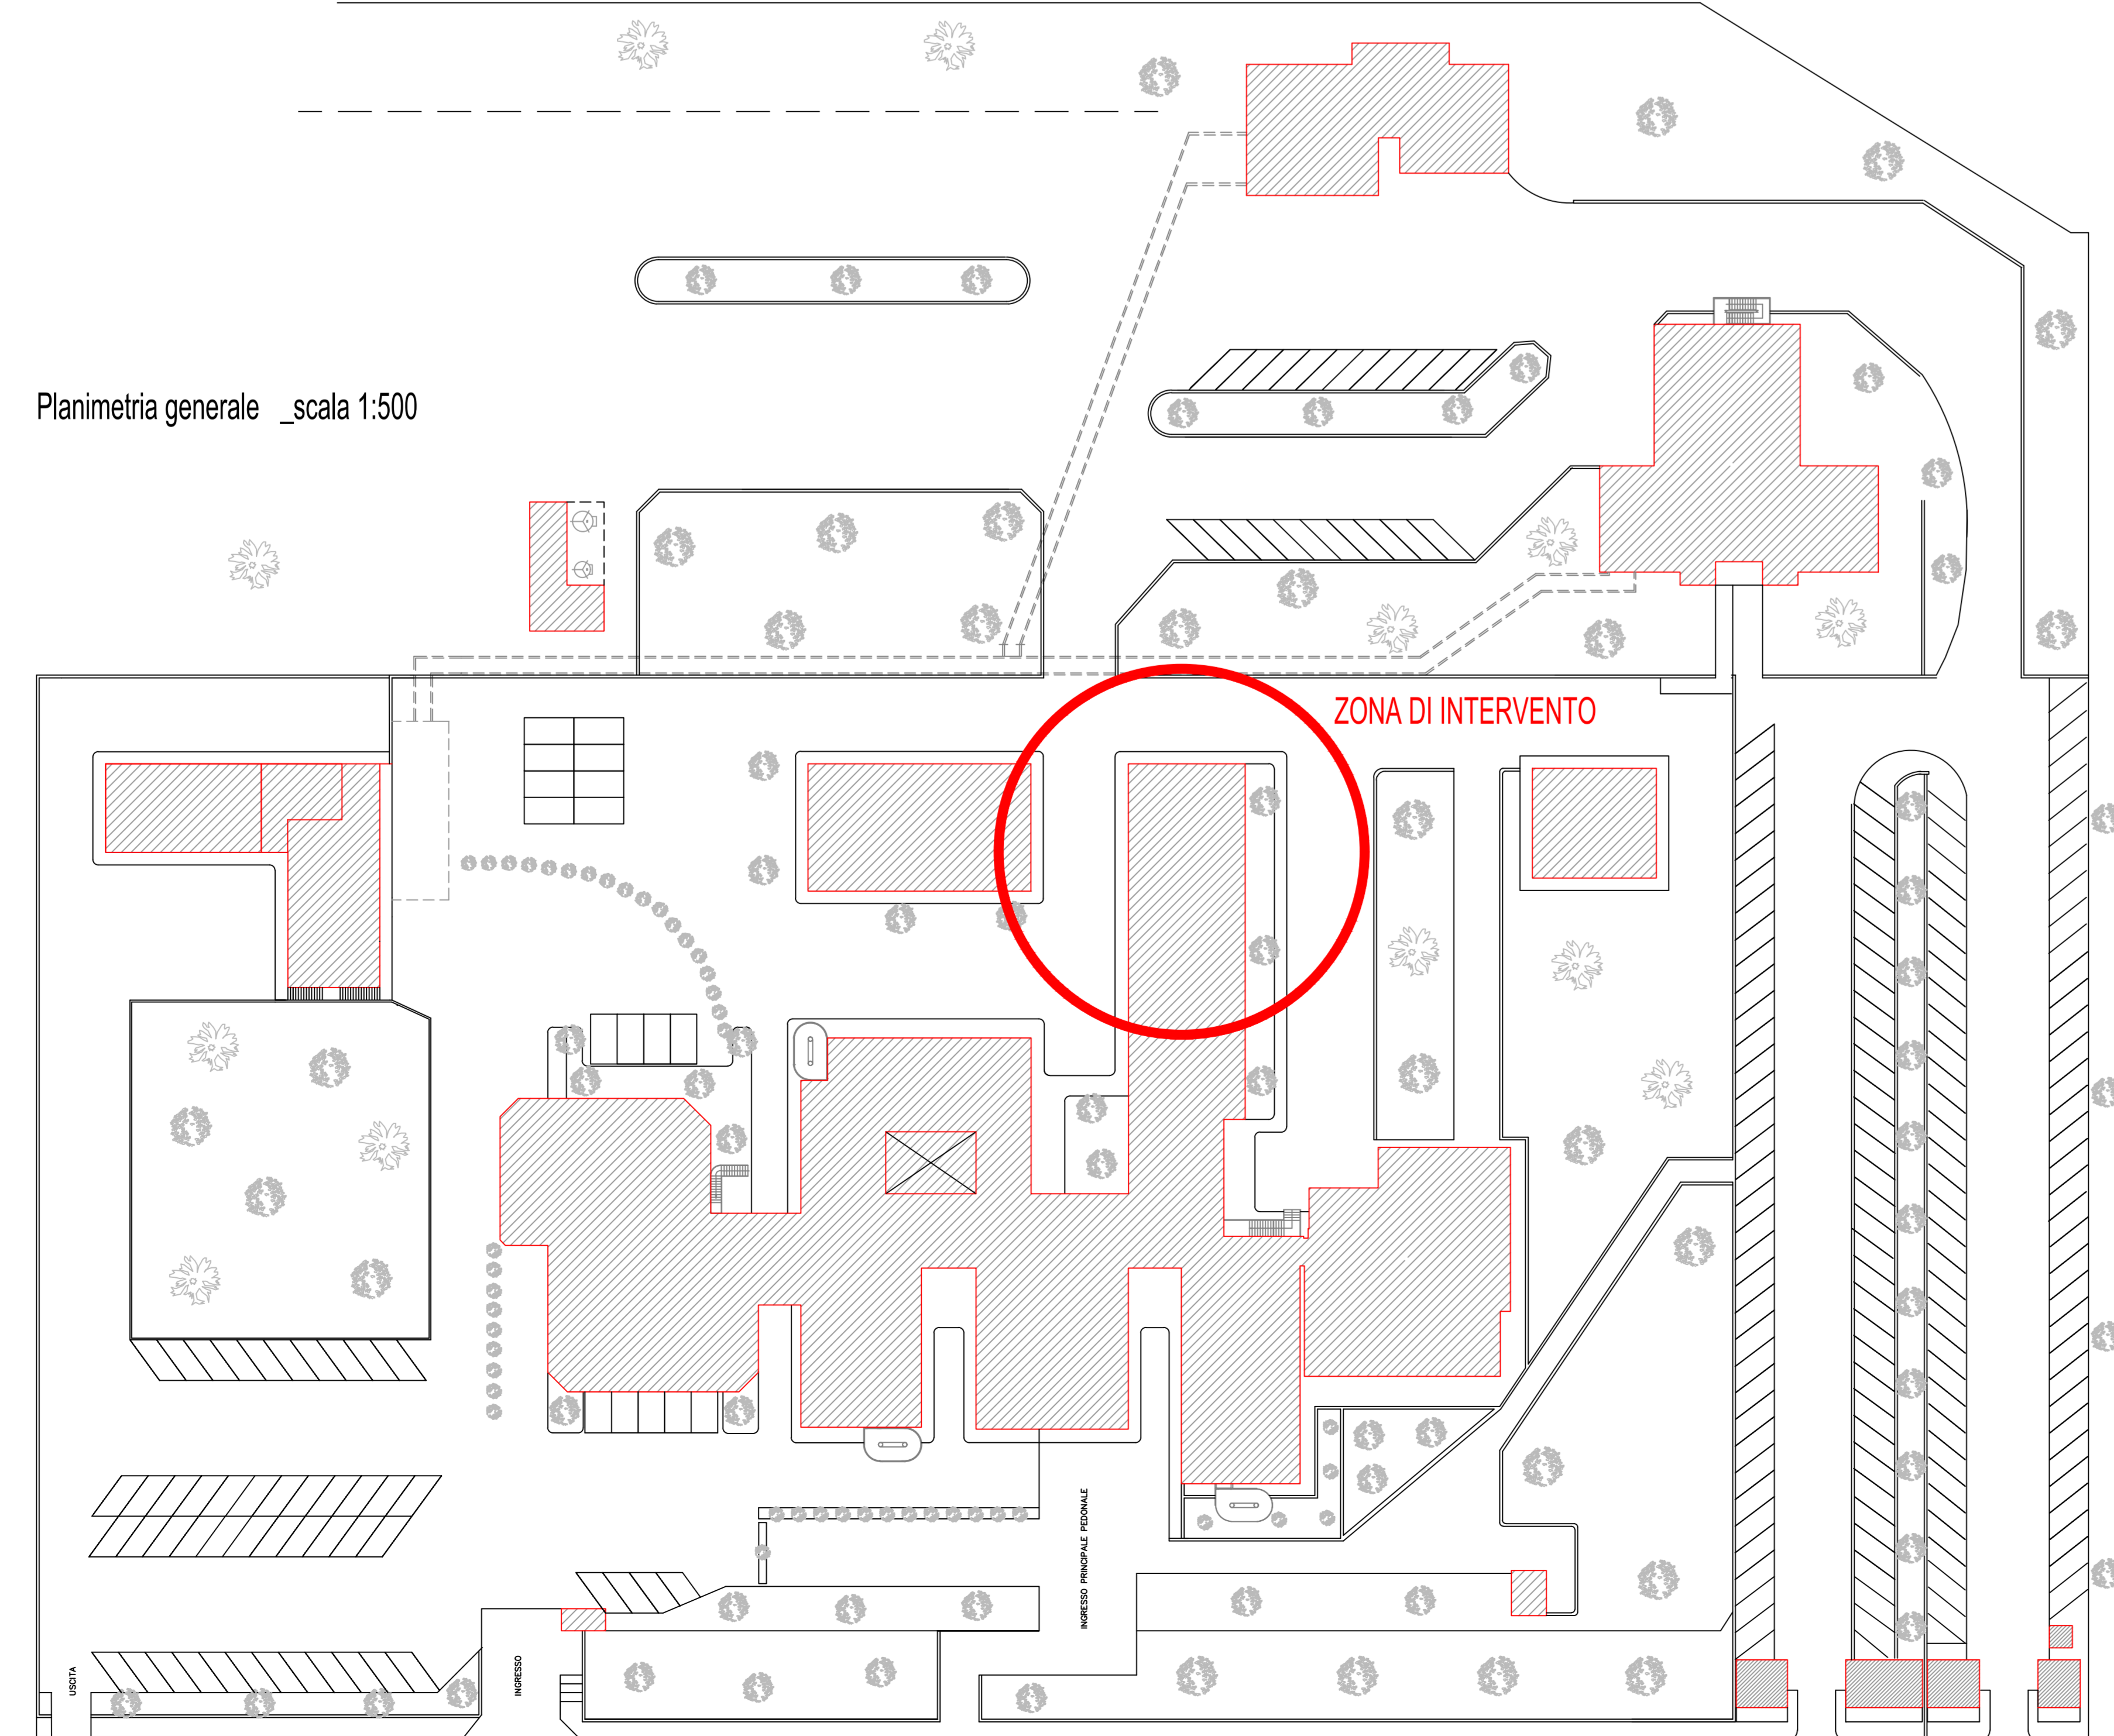 Planimetria generale _scala 1:500
ZONA DI INTERVENTO
INGRESSO PRINCIPALE PEDONALE
USCITA
INGRESSO